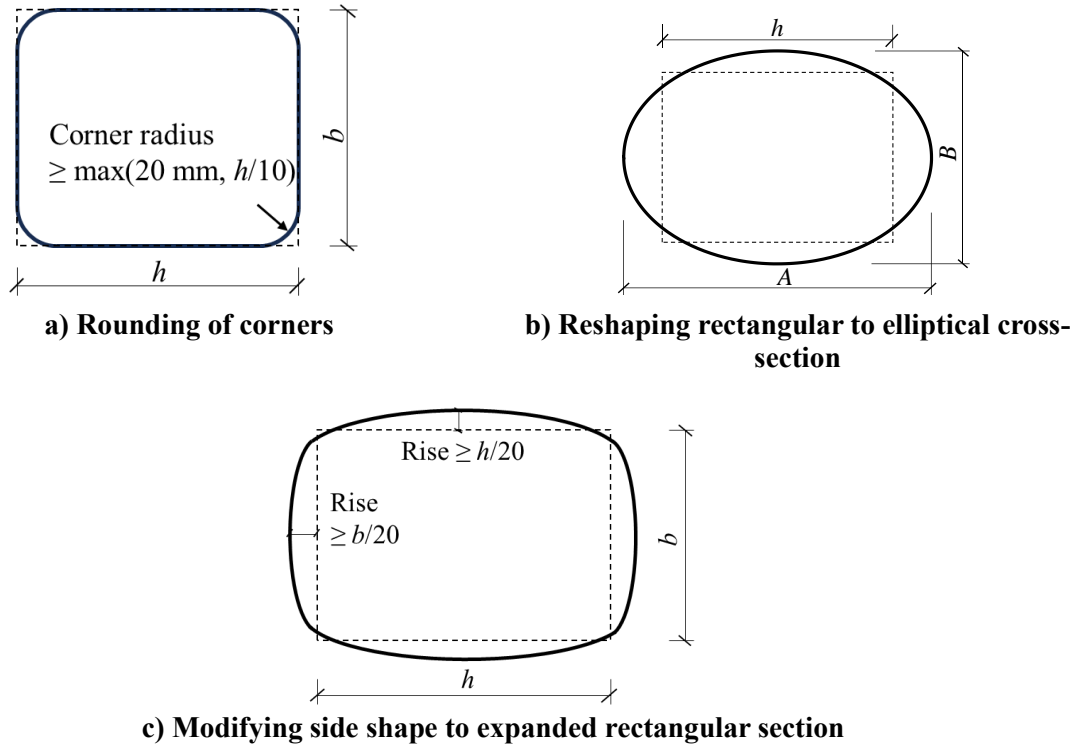 Corner radius
≥ max(20 mm, h/10)
b
h
a) Rounding of corners
h
B
A
b) Reshaping rectangular to elliptical cross-
section
Rise ≥ h/20
Rise
≥ b/20
b
h
c) Modifying side shape to expanded rectangular section